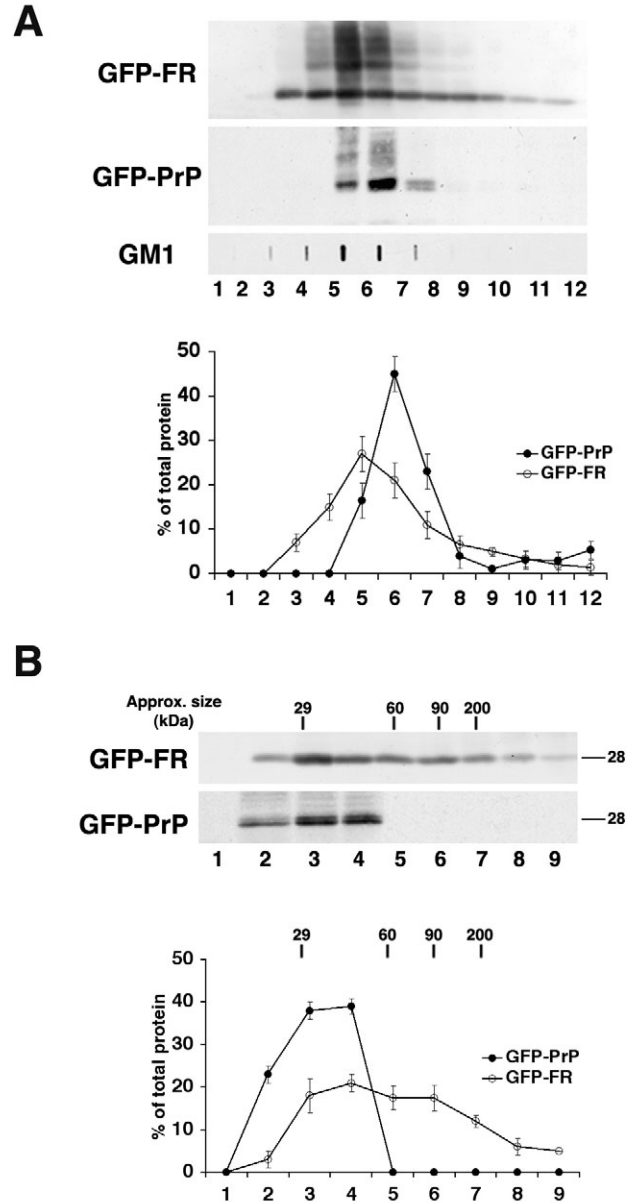 A
GFP-FR
GFP-PrP
GM1
1 2 3 4 5 6 7 8 9 10 11 12
50
40
30
20
10
0
% of total protein
GFP-PrP
GFP-FR
1 2 3 4 5 6 7 8 9 10 11 12
B
Approx. size
(kDa)
29 60 90 200
GFP-FR
28
GFP-PrP
28
1 2 3 4 5 6 7 8 9
29 60 90 200
50
40
30
20
10
0
% of total protein
GFP-PrP
GFP-FR
1 2 3 4 5 6 7 8 9